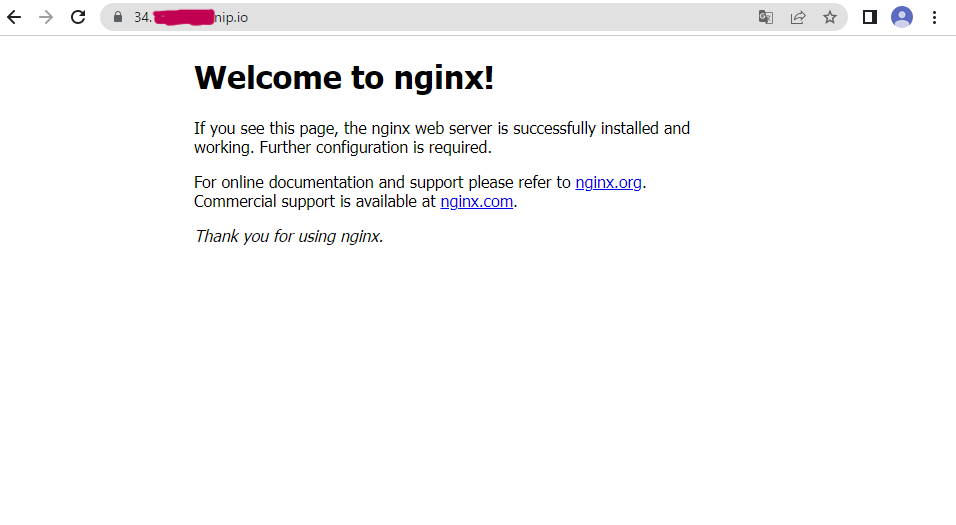 34. nip.io
Welcome to nginx!
If you see this page, the nginx web server is successfully installed and
working. Further configuration is required.
For online documentation and support please refer to nginx.org.
Commercial support is available at nginx.com.
Thank you for using nginx.